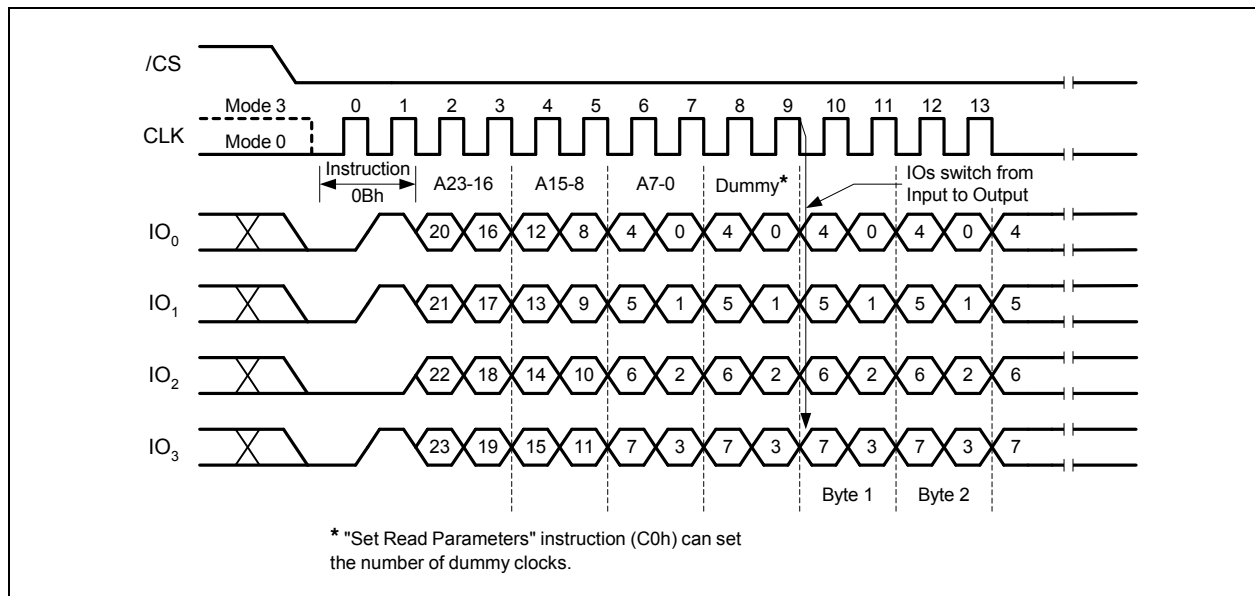 /CS
Mode 3 0 1 2 3 4 5 6 7 8 9 10 11 12 13
CLK
Mode 0
Instruction
0Bh
A23-16 A15-8 A7-0 Dummy*
IOs switch from
Input to Output
IO₀ 20 16 12 8 4 0 4 0 4 0 4 0 4
IO₁ 21 17 13 9 5 1 5 1 5 1 5 1 5
IO₂ 22 18 14 10 6 2 6 2 6 2 6 2 6
IO₃ 23 19 15 11 7 3 7 3 7 3 7 3 7
Byte 1 Byte 2
* "Set Read Parameters" instruction (C0h) can set
the number of dummy clocks.